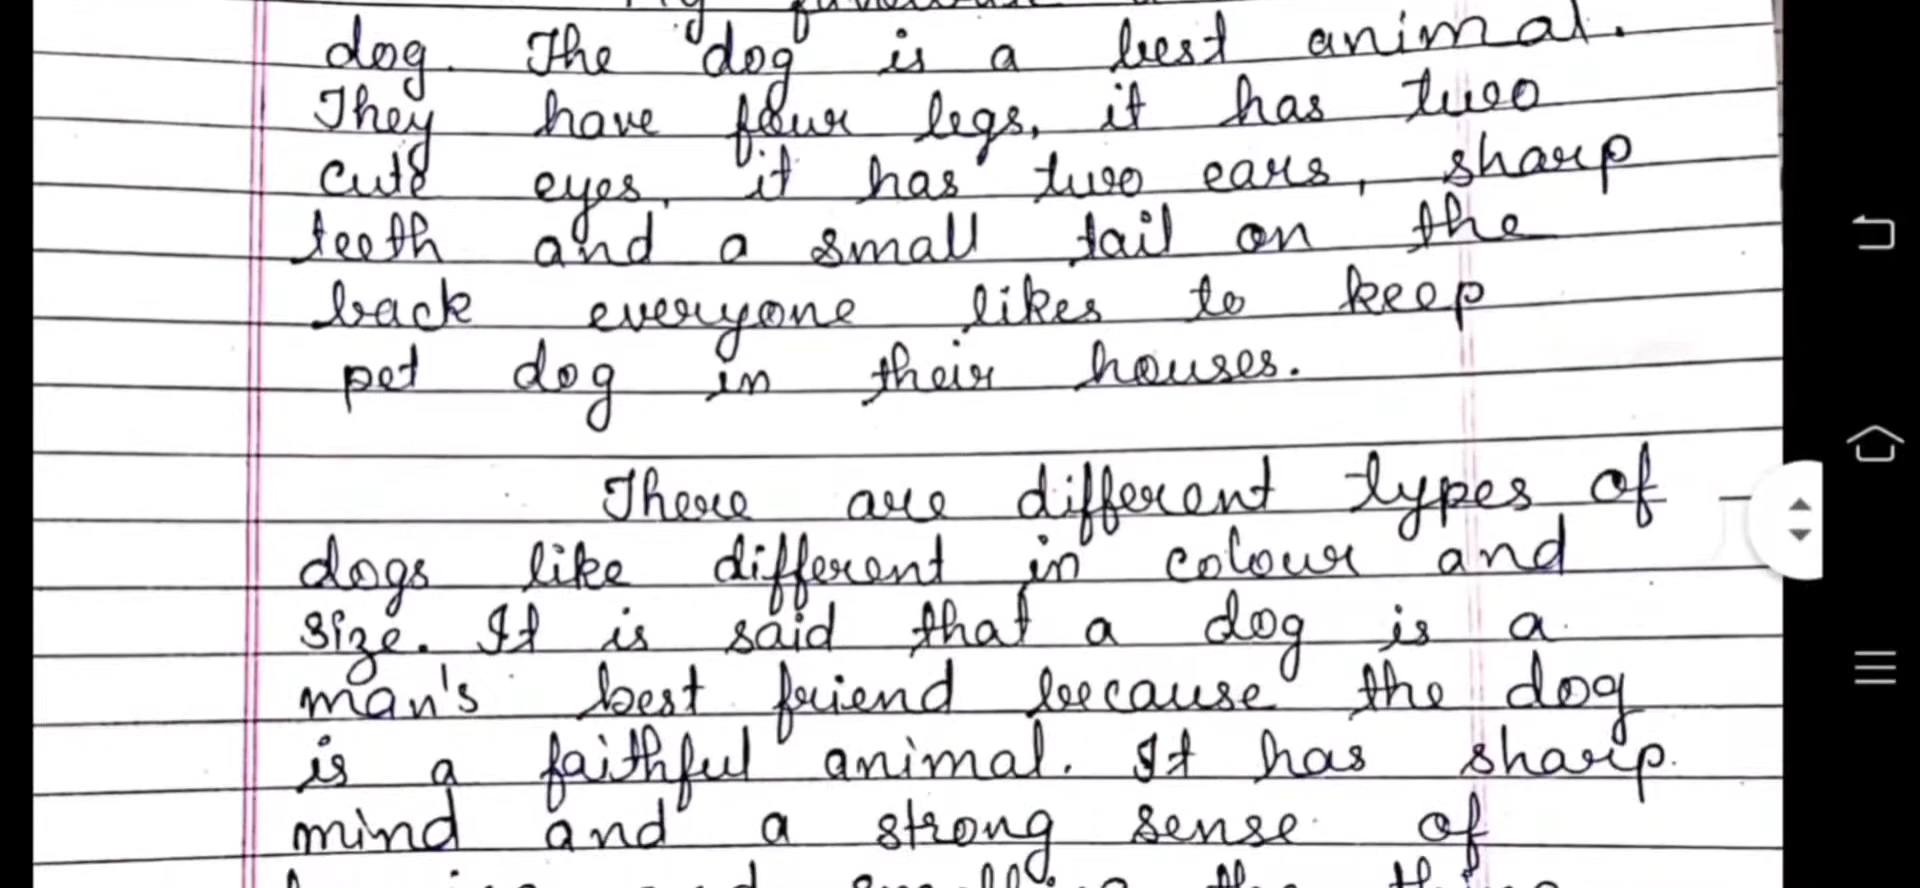 dog. The dog is a best animal.
They have four legs, it has two
cute eyes, it has two ears, sharp
teeth and a small tail on the
back everyone likes to keep
pet dog in their houses.
There are different types of
dogs like different in colour and
size. It is said that a dog is a
man's best friend because the dog
is a faithful animal. It has sharp
mind and a strong sense of